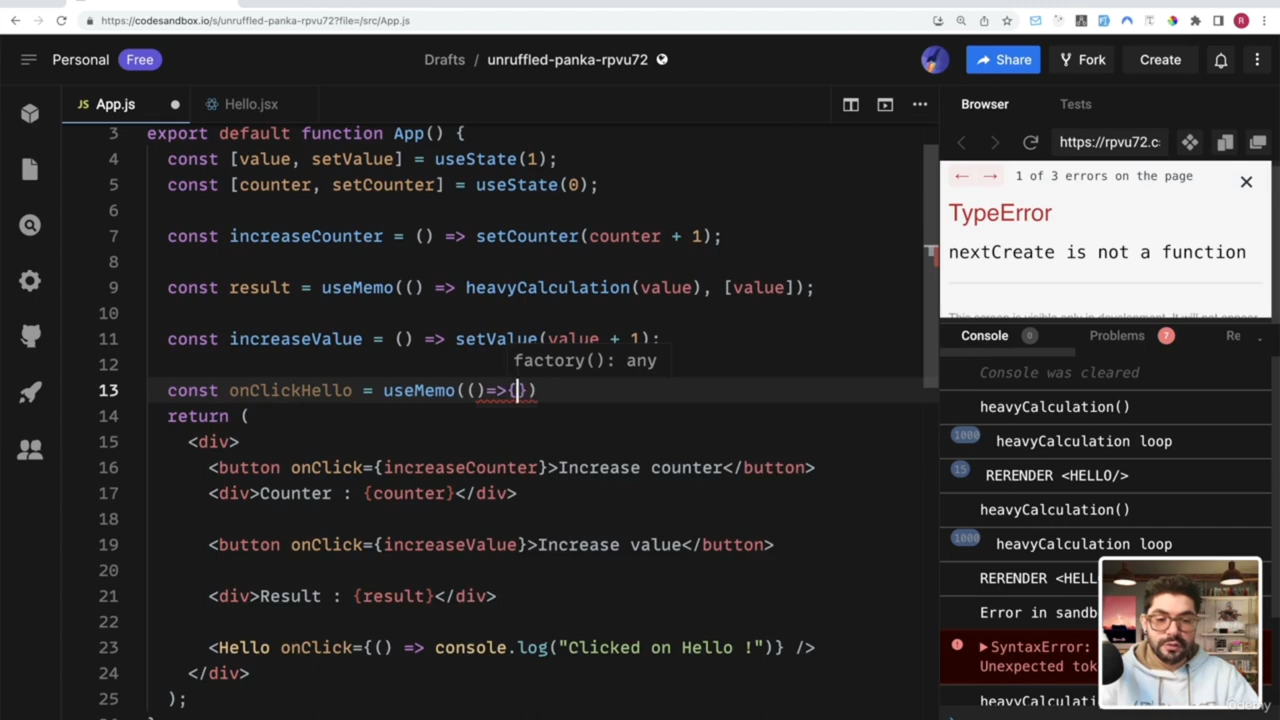 https://codesandbox.io/s/unruffled-panka-rpvu72?file=/src/App.js
Personal Free
Drafts / unruffled-panka-rpvu72
Share
Fork
Create
JS App.js
Hello.jsx
3 export default function App() {
4 const [value, setValue] = useState(1);
5 const [counter, setCounter] = useState(0);
6
7 const increaseCounter = () => setCounter(counter + 1);
8
9 const result = useMemo(() => heavyCalculation(value), [value]);
10
11 const increaseValue = () => setValue(value + 1);
factory(): any
12
13 const onClickHello = useMemo(()=>{})
14 return (
15 <div>
16 <button onClick={increaseCounter}>Increase counter</button>
17 <div>Counter : {counter}</div>
18
19 <button onClick={increaseValue}>Increase value</button>
20
21 <div>Result : {result}</div>
22
23 <Hello onClick={() => console.log("Clicked on Hello !")} />
24 </div>
25 );
Browser Tests
https://rpvu72.c
← → 1 of 3 errors on the page
TypeError
nextCreate is not a function
Console 0 Problems 7 Re
Console was cleared
heavyCalculation()
1000 heavyCalculation loop
15 RERENDER <HELLO/>
heavyCalculation()
1000 heavyCalculation loop
RERENDER <HELL
Error in sandb
▶SyntaxError:
Unexpected tok
heavyCalculati